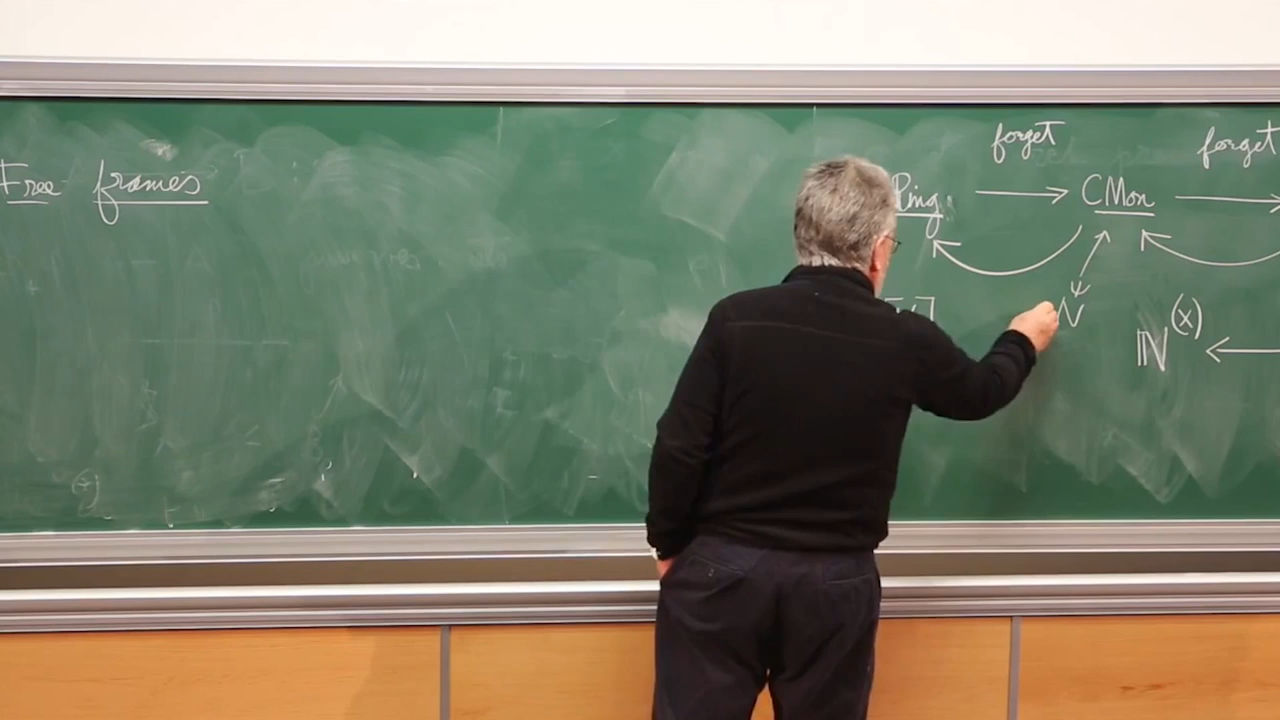 Free frames
forget forget
Ring → CMon →
N
ℕ^(X) ←